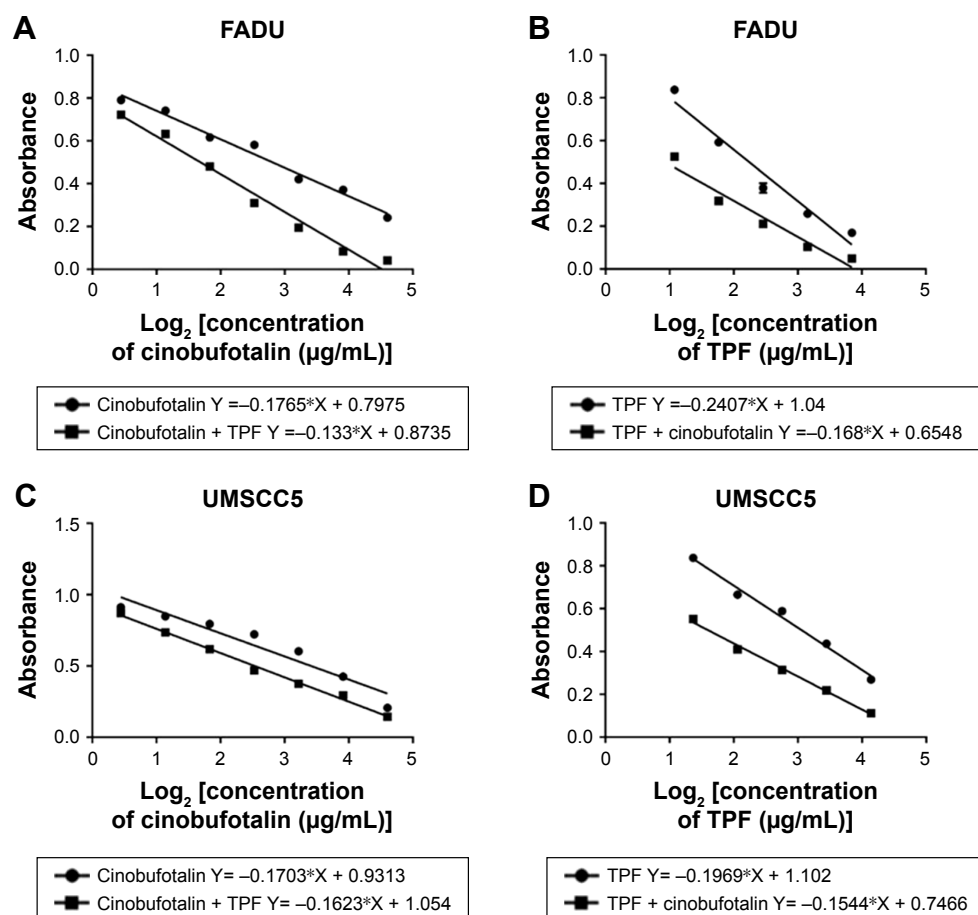 A
FADU
Absorbance
1.0
0.8
0.6
0.4
0.2
0.0
0 1 2 3 4 5
Log₂ [concentration
of cinobufotalin (µg/mL)]
Cinobufotalin Y =–0.1765*X + 0.7975
Cinobufotalin + TPF Y =–0.133*X + 0.8735
B
FADU
Absorbance
1.0
0.8
0.6
0.4
0.2
0.0
0 1 2 3 4 5
Log₂ [concentration
of TPF (µg/mL)]
TPF Y =–0.2407*X + 1.04
TPF + cinobufotalin Y =–0.168*X + 0.6548
C
UMSCC5
Absorbance
1.5
1.0
0.5
0.0
0 1 2 3 4 5
Log₂ [concentration
of cinobufotalin (µg/mL)]
Cinobufotalin Y= –0.1703*X + 0.9313
Cinobufotalin + TPF Y= –0.1623*X + 1.054
D
UMSCC5
Absorbance
1.0
0.8
0.6
0.4
0.2
0.0
0 1 2 3 4 5
Log₂ [concentration
of TPF (µg/mL)]
TPF Y= –0.1969*X + 1.102
TPF + cinobufotalin Y= –0.1544*X + 0.7466